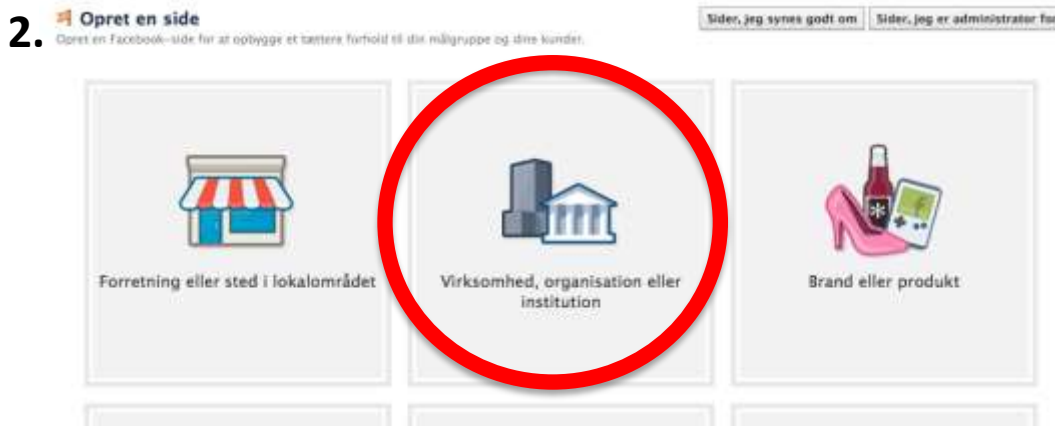 2.
Opret en side
Opret en Facebook-side for at opbygge et tættere forhold til din målgruppe og dine kunder.
Sider, jeg synes godt om
Sider, jeg er administrator for
Forretning eller sted i lokalområdet
Virksomhed, organisation eller
institution
Brand eller produkt